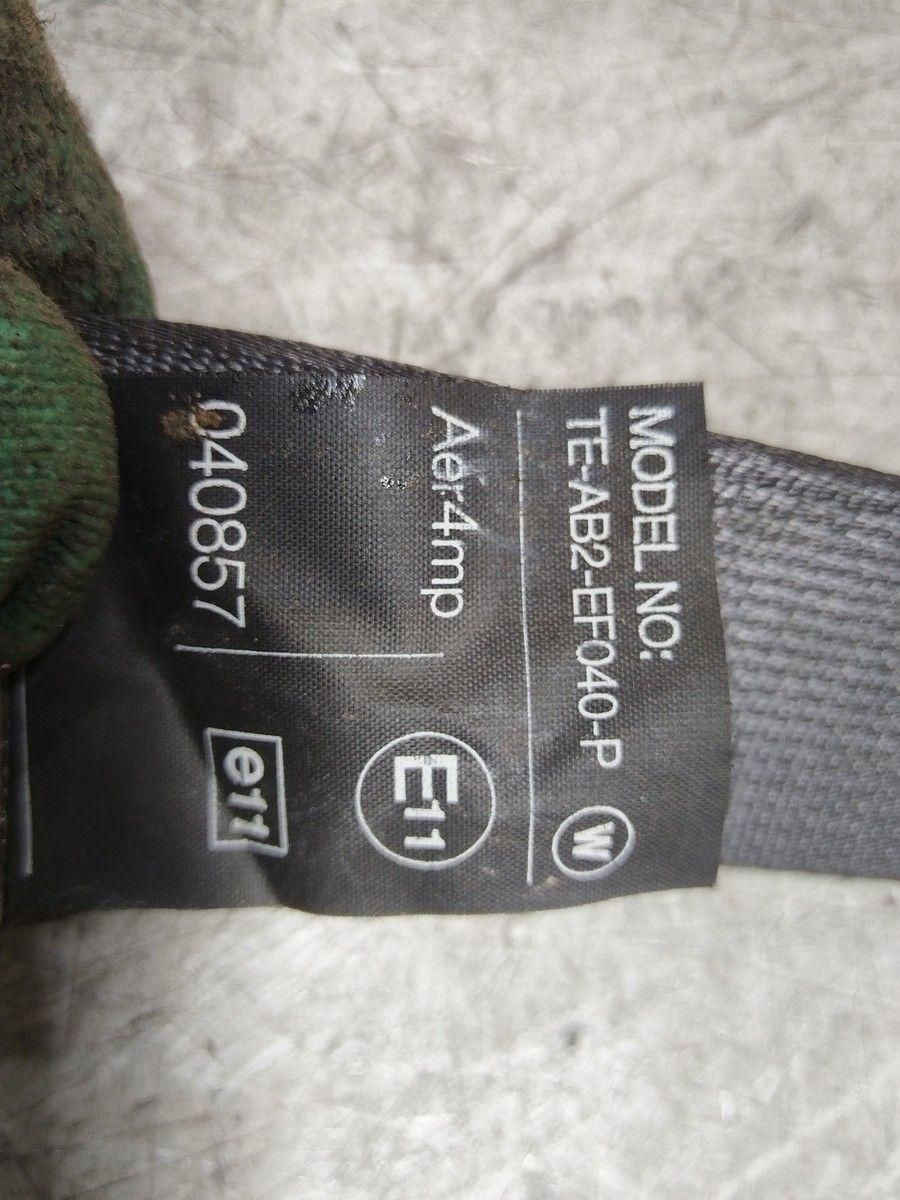 MODEL NO:
TE-AB2-EF040-P W
Aer4mp E11
040857 e11